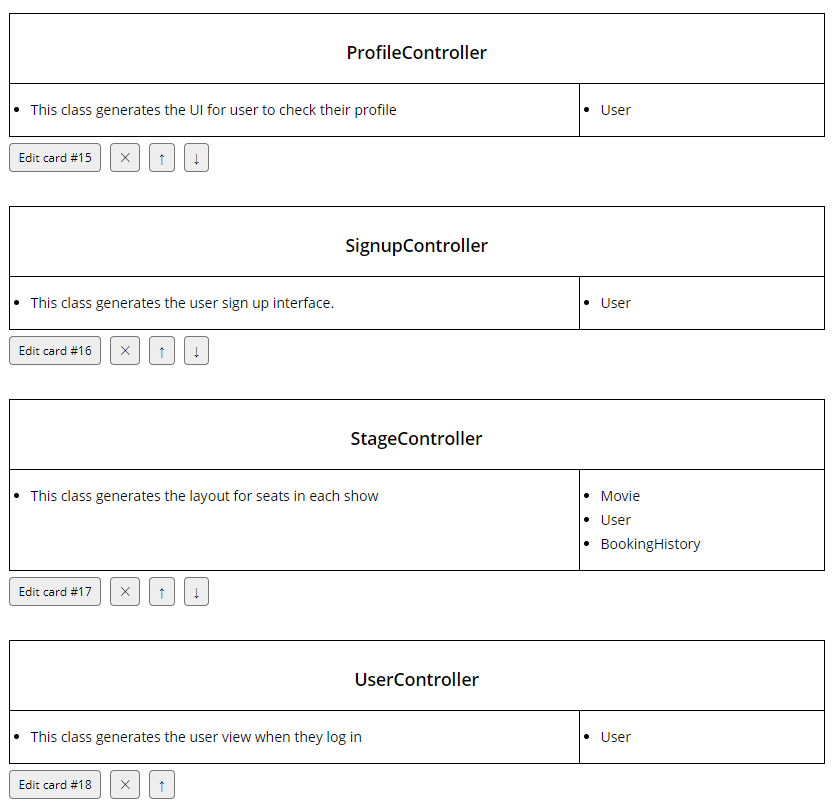 ProfileController
• This class generates the UI for user to check their profile
• User
Edit card #15 × ↑ ↓
SignupController
• This class generates the user sign up interface.
• User
Edit card #16 × ↑ ↓
StageController
• This class generates the layout for seats in each show
• Movie
• User
• BookingHistory
Edit card #17 × ↑ ↓
UserController
• This class generates the user view when they log in
• User
Edit card #18 × ↑